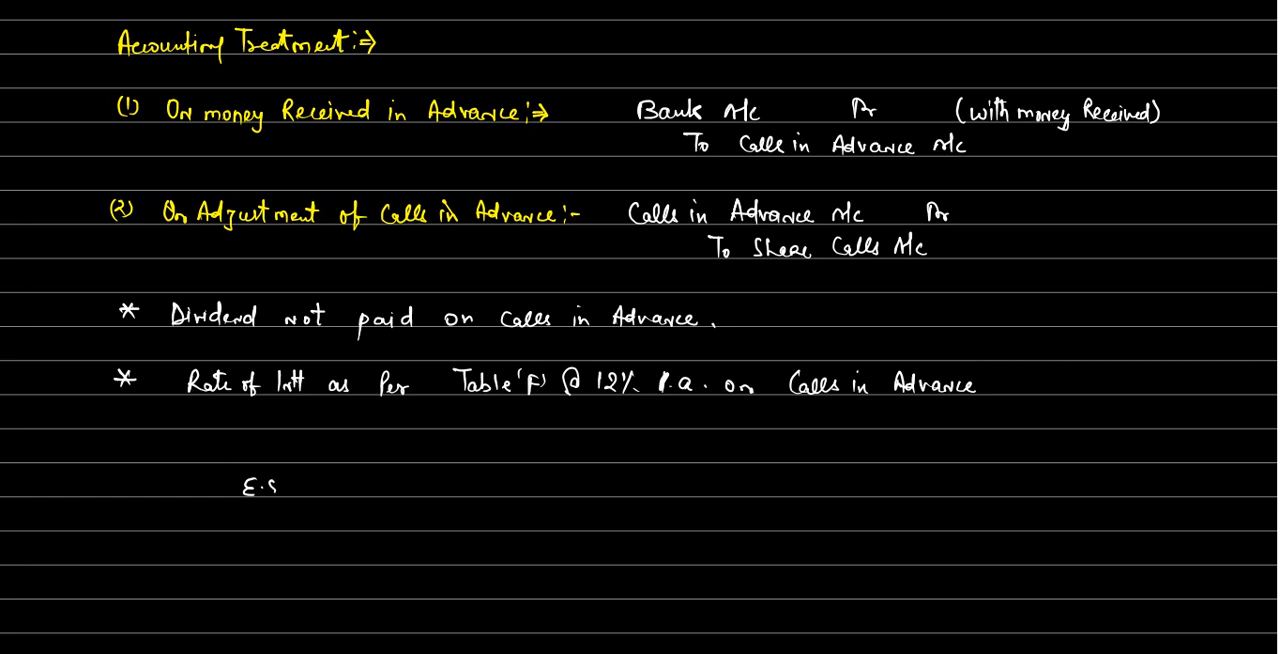 Accounting Treatment:⇒
(1) On money Received in Advance:⇒ Bank A/c Dr (with money Received)
To Calls in Advance A/c
(2) On Adjustment of Calls in Advance:- Calls in Advance A/c Dr
To Share Calls A/c
* Dividend not paid on Calls in Advance.
* Rate of Intt as Per Table 'F' @ 12% P.a. on Calls in Advance
E.g